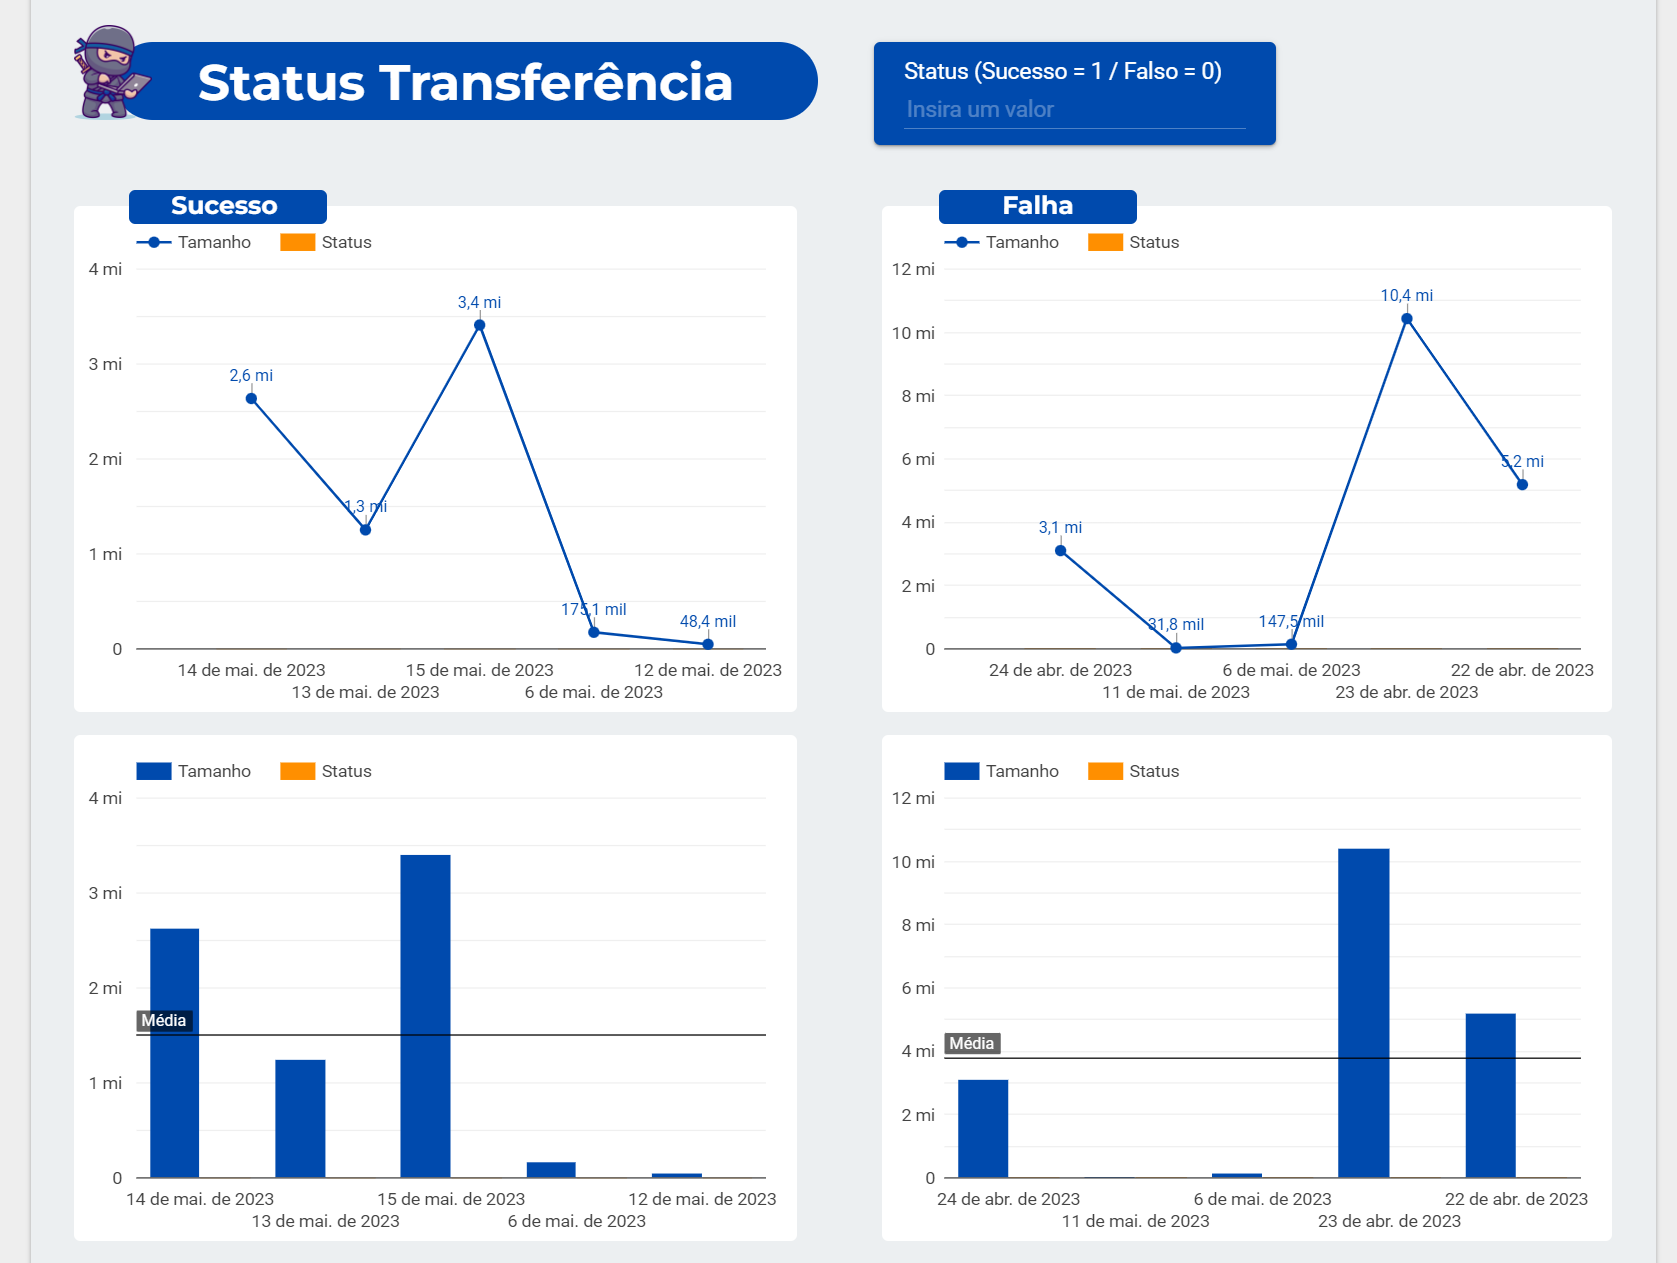 Status Transferência
Status (Sucesso = 1 / Falso = 0)
Insira um valor
Sucesso
Tamanho Status
4 mi
3 mi
2 mi
1 mi
0
2,6 mi
1,3 mi
3,4 mi
175,1 mil
48,4 mil
14 de mai. de 2023
13 de mai. de 2023
15 de mai. de 2023
6 de mai. de 2023
12 de mai. de 2023
Falha
Tamanho Status
12 mi
10 mi
8 mi
6 mi
4 mi
2 mi
0
3,1 mi
31,8 mil
147,5 mil
10,4 mi
5,2 mi
24 de abr. de 2023
11 de mai. de 2023
6 de mai. de 2023
23 de abr. de 2023
22 de abr. de 2023
Tamanho Status
4 mi
3 mi
2 mi
1 mi
0
Média
14 de mai. de 2023
13 de mai. de 2023
15 de mai. de 2023
6 de mai. de 2023
12 de mai. de 2023
Tamanho Status
12 mi
10 mi
8 mi
6 mi
4 mi
2 mi
0
Média
24 de abr. de 2023
11 de mai. de 2023
6 de mai. de 2023
23 de abr. de 2023
22 de abr. de 2023